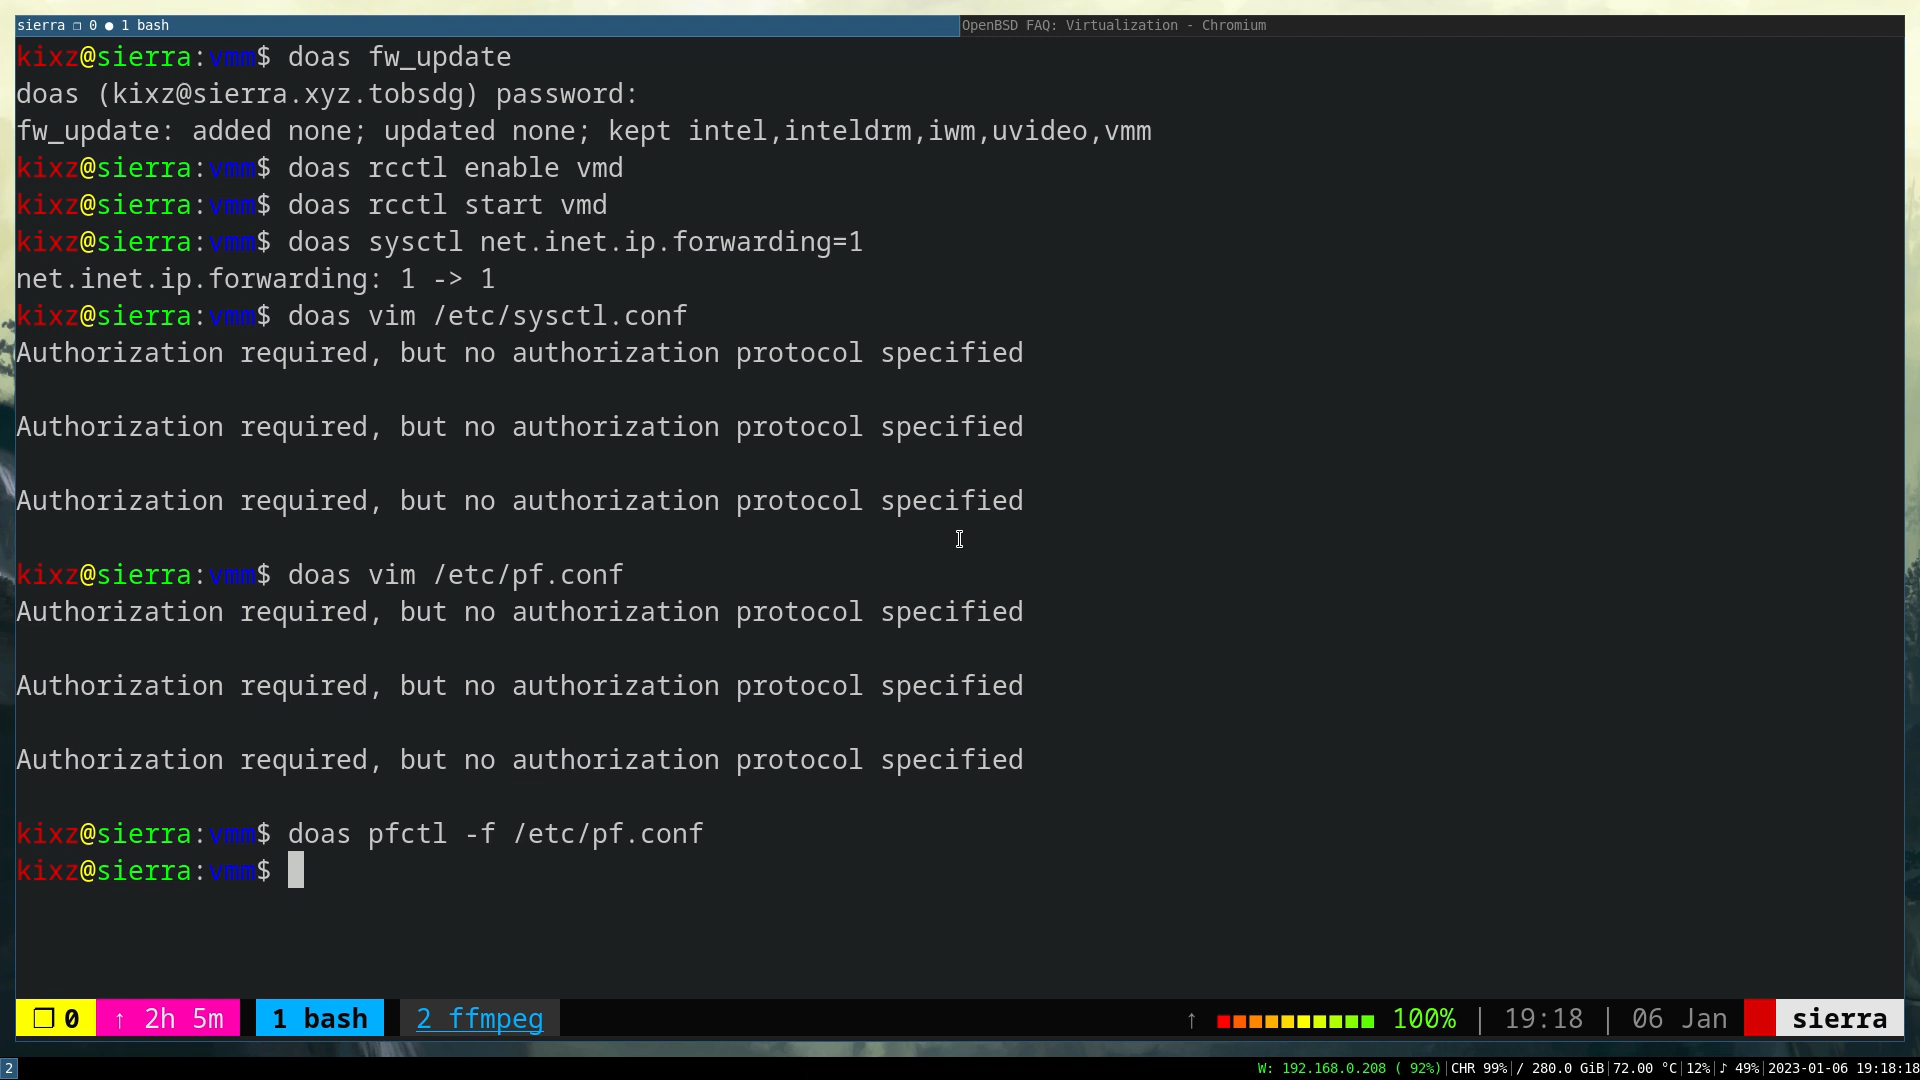 sierra ❐ 0 ● 1 bash
OpenBSD FAQ: Virtualization - Chromium
kixz@sierra:vmm$ doas fw_update
doas (kixz@sierra.xyz.tobsdg) password:
fw_update: added none; updated none; kept intel,inteldrm,iwm,uvideo,vmm
kixz@sierra:vmm$ doas rcctl enable vmd
kixz@sierra:vmm$ doas rcctl start vmd
kixz@sierra:vmm$ doas sysctl net.inet.ip.forwarding=1
net.inet.ip.forwarding: 1 -> 1
kixz@sierra:vmm$ doas vim /etc/sysctl.conf
Authorization required, but no authorization protocol specified
Authorization required, but no authorization protocol specified
Authorization required, but no authorization protocol specified
kixz@sierra:vmm$ doas vim /etc/pf.conf
Authorization required, but no authorization protocol specified
Authorization required, but no authorization protocol specified
Authorization required, but no authorization protocol specified
kixz@sierra:vmm$ doas pfctl -f /etc/pf.conf
kixz@sierra:vmm$
❐ 0 ↑ 2h 5m 1 bash 2 ffmpeg ↑ 100% | 19:18 | 06 Jan sierra
2 W: 192.168.0.208 ( 92%)|CHR 99%|/ 280.0 GiB|72.00 °C|12%|♪ 49%|2023-01-06 19:18:18